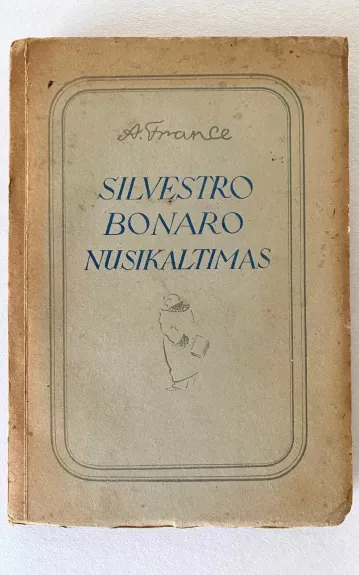 A. France
SILVESTRO
BONARO
NUSIKALTIMAS